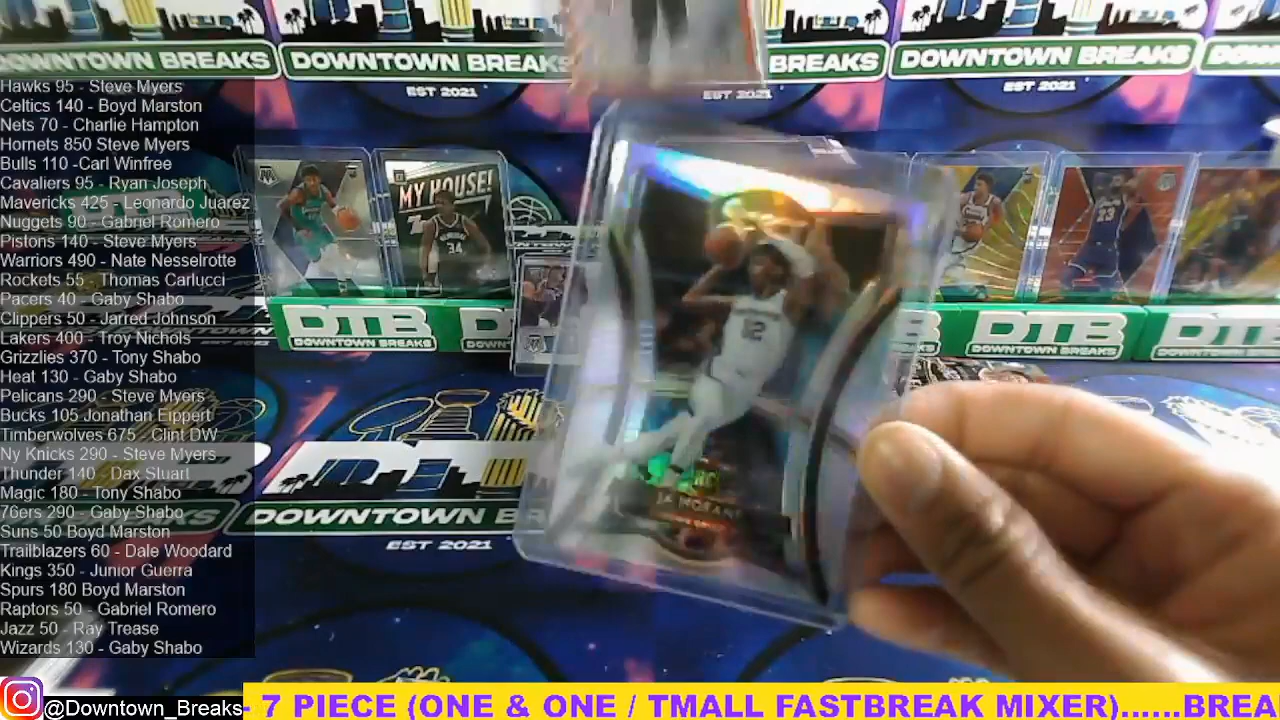 DOWNTOWN BREAKS
DOWNTOWN BREAKS
BREAKS
DOWNTOWN BREAKS
EST 2021
EST 2021
EST 2021
Hawks 95 - Steve Myers
Celtics 140 - Boyd Marston
Nets 70 - Charlie Hampton
Hornets 850 Steve Myers
Bulls 110 -Carl Winfree
Cavaliers 95 - Ryan Joseph
Mavericks 425 - Leonardo Juarez
Nuggets 90 - Gabriel Romero
Pistons 140 - Steve Myers
Warriors 490 - Nate Nesselrotte
Rockets 55 - Thomas Carlucci
Pacers 40 - Gaby Shabo
Clippers 50 - Jarred Johnson
Lakers 400 - Troy Nichols
Grizzlies 370 - Tony Shabo
Heat 130 - Gaby Shabo
Pelicans 290 - Steve Myers
Bucks 105 Jonathan Eippert
Timberwolves 675 - Clint DW
Ny Knicks 290 - Steve Myers
Thunder 140 - Dax Stuart
Magic 180 - Tony Shabo
76ers 290 - Gaby Shabo
Suns 50 Boyd Marston
Trailblazers 60 - Dale Woodard
Kings 350 - Junior Guerra
Spurs 180 Boyd Marston
Raptors 50 - Gabriel Romero
Jazz 50 - Ray Trease
Wizards 130 - Gaby Shabo
MY HOUSE!
34
23
12
RC
JA MORANT
DTB
DOWNTOWN BREAKS
DTB
DOWNTOWN BREAKS
DTB
DOWNTOWN BREAKS
KS
DOWNTOWN BR
EST 2021
@Downtown_Breaks
- 7 PIECE (ONE & ONE / TMALL FASTBREAK MIXER)......BREA